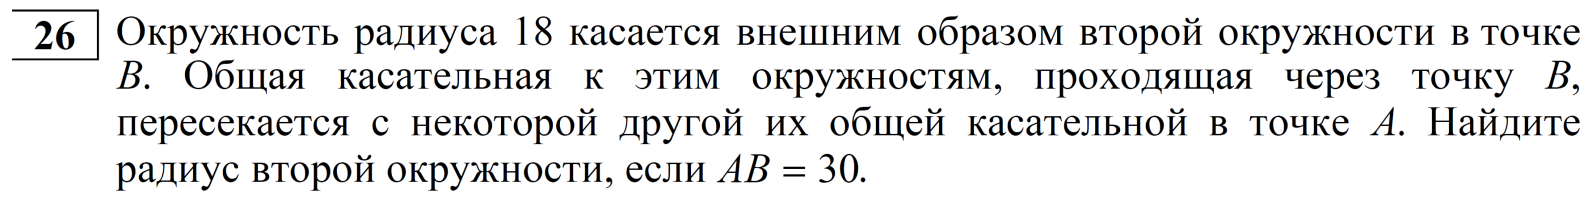 26 Окружность радиуса 18 касается внешним образом второй окружности в точке
B. Общая касательная к этим окружностям, проходящая через точку B,
пересекается с некоторой другой их общей касательной в точке A. Найдите
радиус второй окружности, если AB = 30.